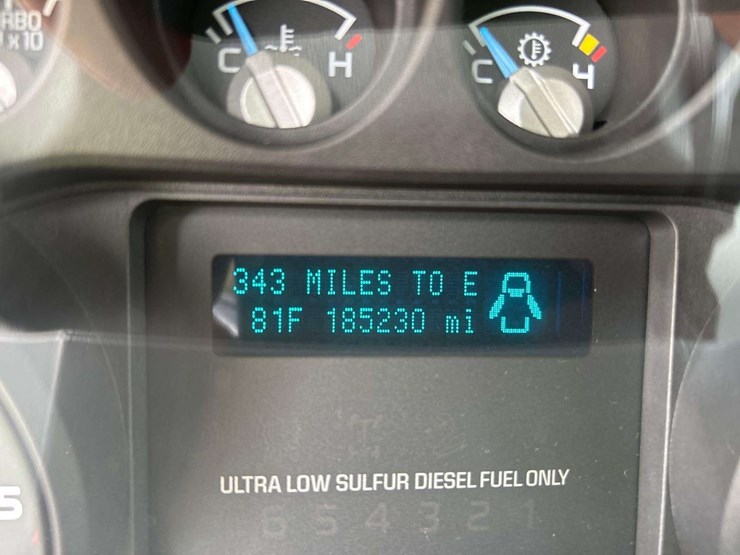 RBO
x10
C H
C H
343 MILES TO E
81F 185230 mi
ULTRA LOW SULFUR DIESEL FUEL ONLY
6 5 4 3 2 1
5